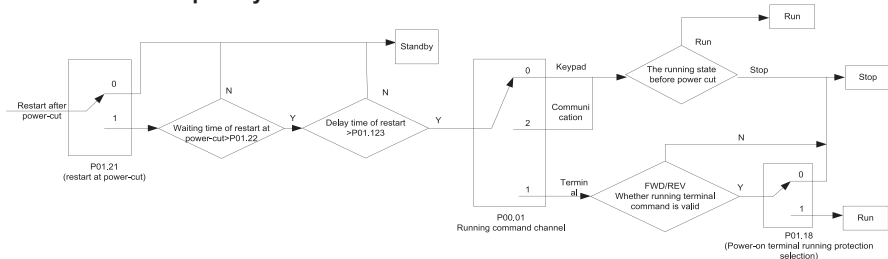 Run
Run
Standby
0
Keypad
The running state
before power cut
Stop
Stop
0
N
N
Restart after
power-cut
Communi
cation
1
Waiting time of restart at
power-cut>P01.22
Y
Delay time of restart
>P01.123
Y
2
N
P01.21
(restart at power-cut)
1
Termin
al
FWD/REV
Whether running terminal
command is valid
Y
0
1
Run
P00.01
Running command channel
P01.18
(Power-on terminal running protection
selection)